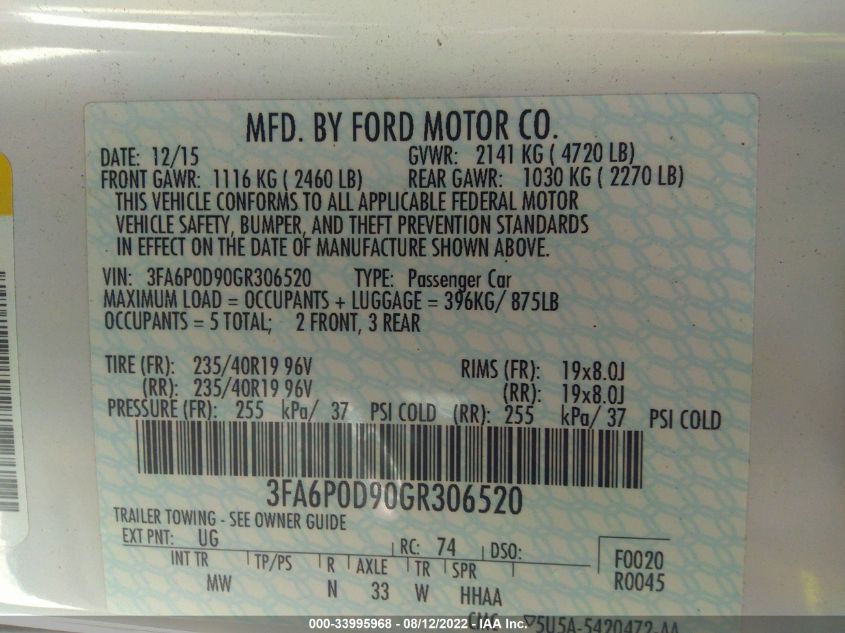 MFD. BY FORD MOTOR CO.
DATE: 12/15 GVWR: 2141 KG ( 4720 LB)
FRONT GAWR: 1116 KG ( 2460 LB) REAR GAWR: 1030 KG ( 2270 LB)
THIS VEHICLE CONFORMS TO ALL APPLICABLE FEDERAL MOTOR
VEHICLE SAFETY, BUMPER, AND THEFT PREVENTION STANDARDS
IN EFFECT ON THE DATE OF MANUFACTURE SHOWN ABOVE.
VIN: 3FA6P0D90GR306520 TYPE: Passenger Car
MAXIMUM LOAD = OCCUPANTS + LUGGAGE = 396KG/ 875LB
OCCUPANTS = 5 TOTAL; 2 FRONT, 3 REAR
TIRE (FR): 235/40R19 96V RIMS (FR): 19x8.0J
(RR): 235/40R19 96V (RR): 19x8.0J
PRESSURE (FR): 255 kPa/ 37 PSI COLD (RR): 255 kPa/ 37 PSI COLD
3FA6P0D90GR306520
TRAILER TOWING - SEE OWNER GUIDE
EXT PNT: UG RC: 74 DSO: F0020
INT TR TP/PS R AXLE TR SPR R0045
MW N 33 W HHAA
5U5A-5420472-AA
000-33995968 - 08/12/2022 - IAA Inc.